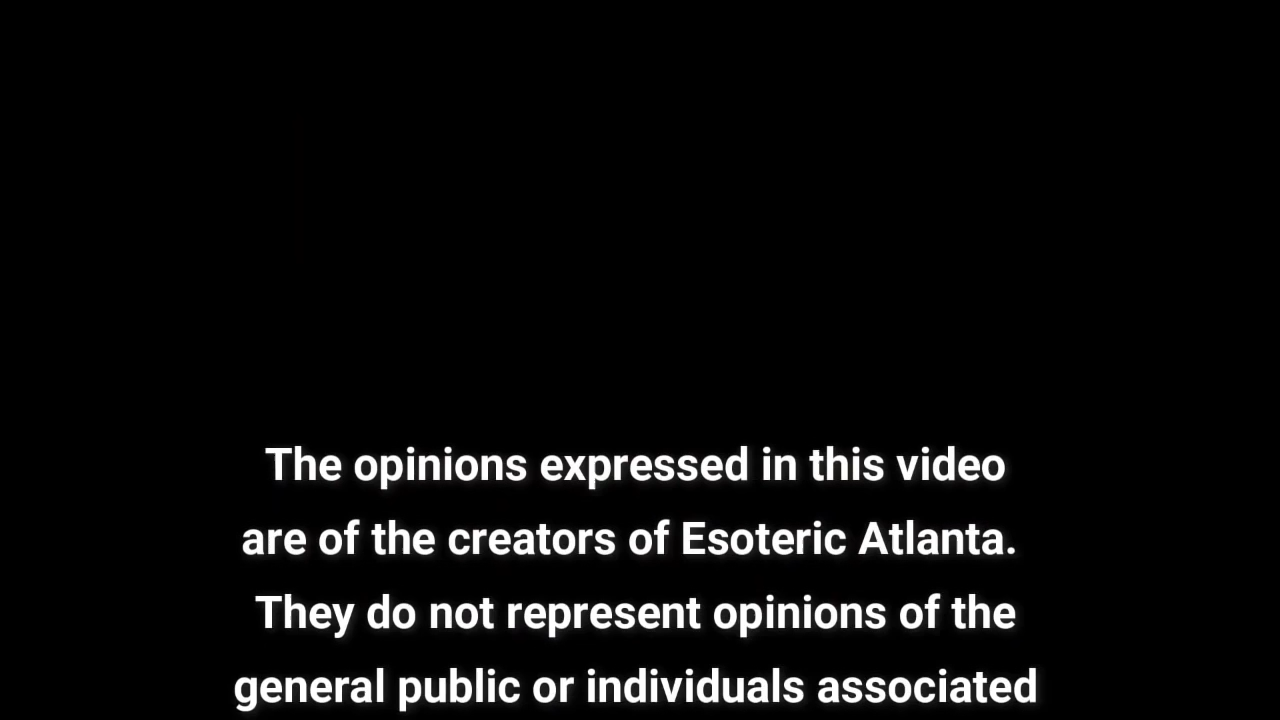 The opinions expressed in this video
are of the creators of Esoteric Atlanta.
They do not represent opinions of the
general public or individuals associated